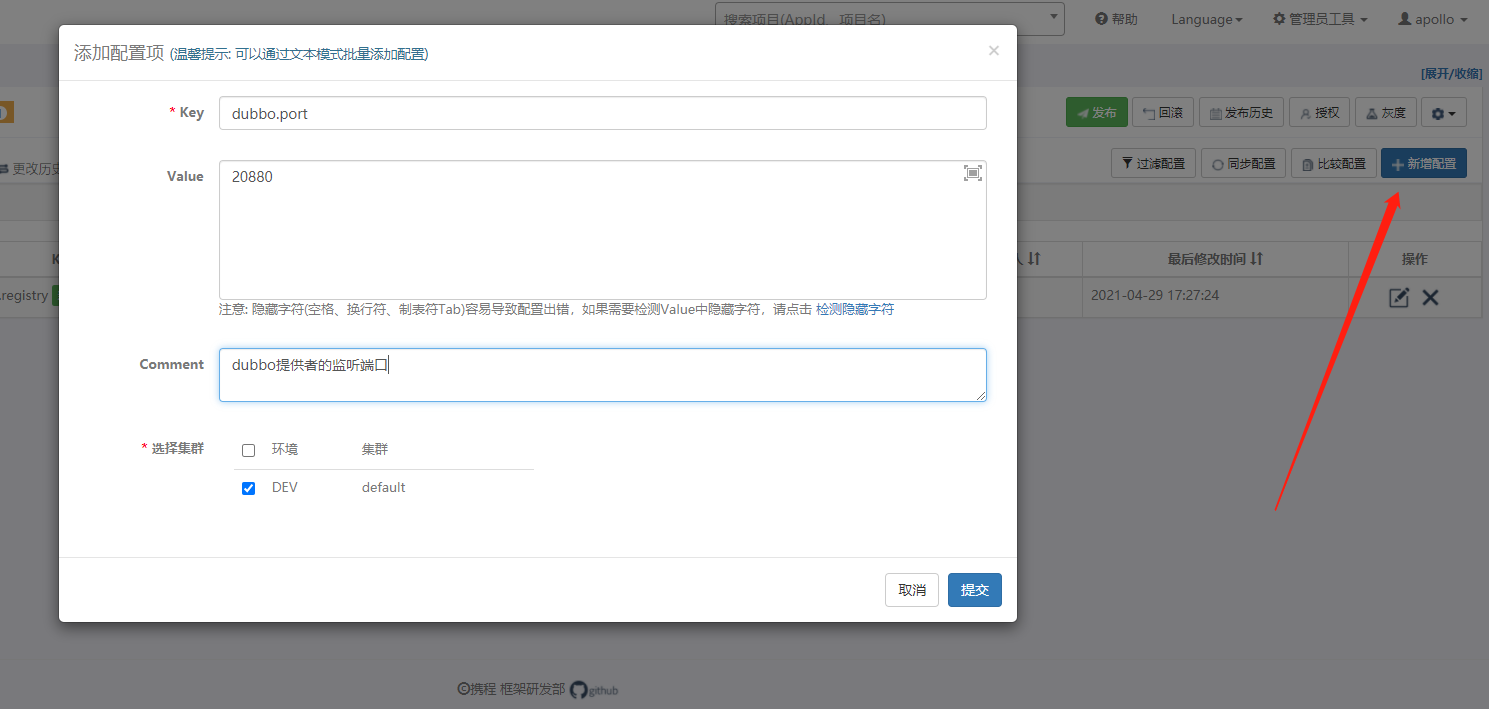 搜索项目(AppId、项目名)
帮助
Language
管理员工具
apollo
添加配置项 (温馨提示: 可以通过文本模式批量添加配置)
×
[展开/收缩]
* Key
dubbo.port
发布
回滚
发布历史
授权
灰度
更改历史
过滤配置
同步配置
比较配置
新增配置
Value
20880
最后修改时间
操作
.registry
2021-04-29 17:27:24
注意: 隐藏字符(空格、换行符、制表符Tab)容易导致配置出错，如果需要检测Value中隐藏字符，请点击 检测隐藏字符
Comment
dubbo提供者的监听端口
* 选择集群
环境
集群
DEV
default
取消
提交
©携程 框架研发部 github